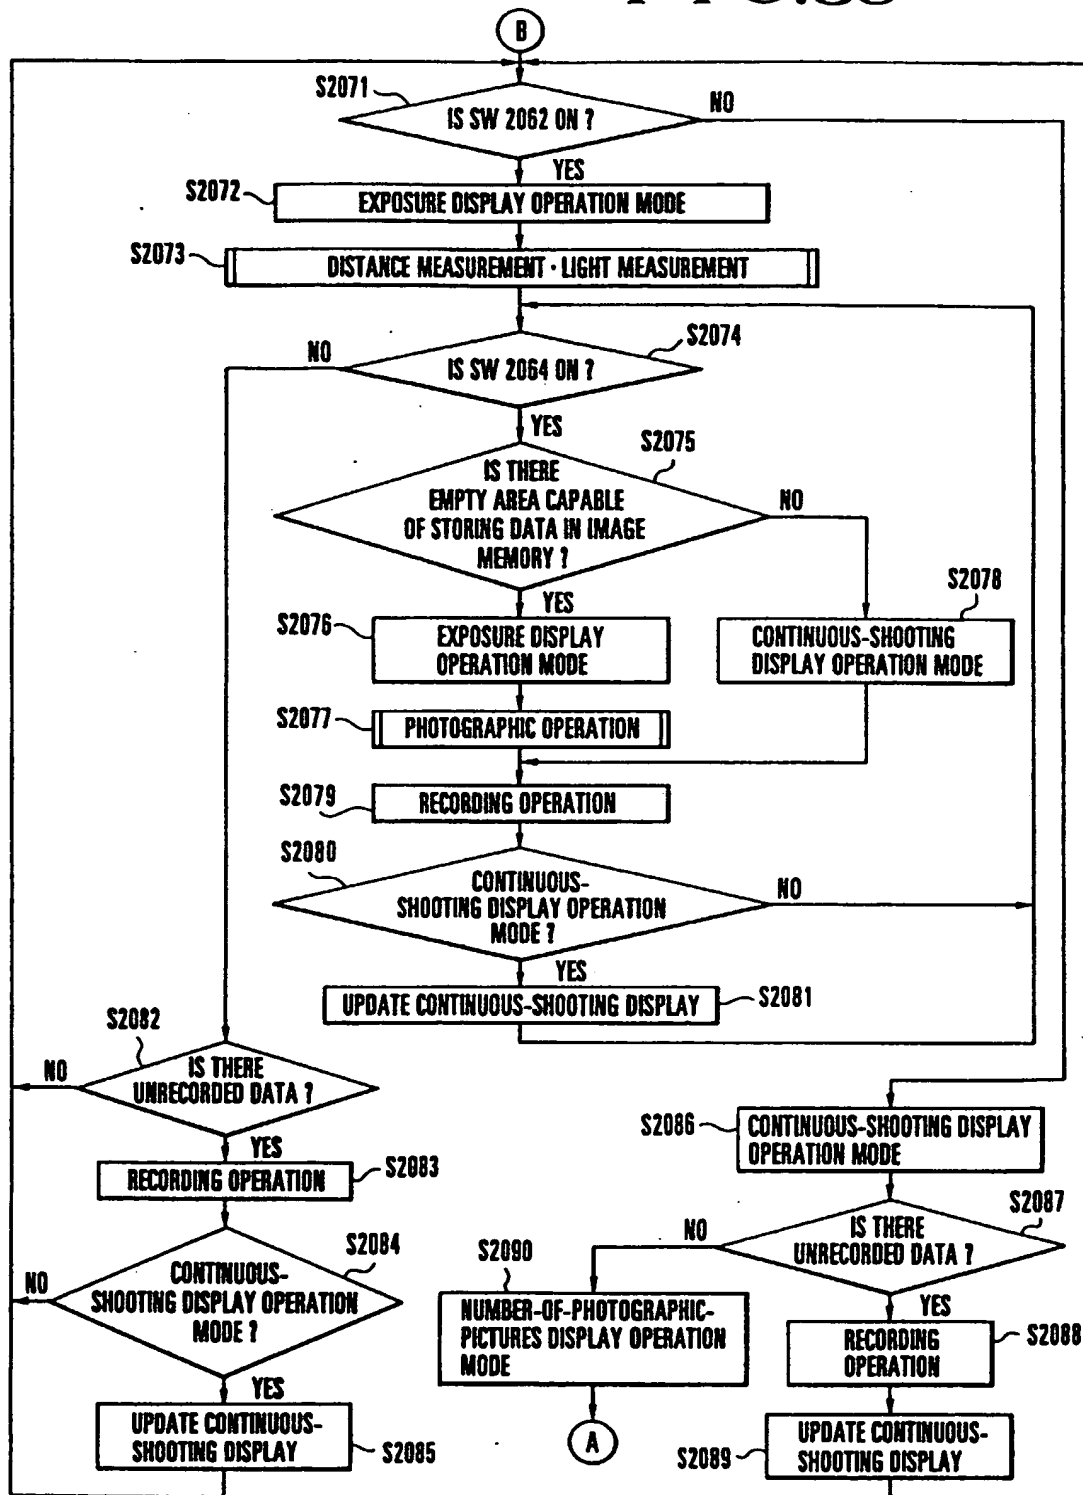 B
S2071
IS SW 2062 ON ?
NO
YES
S2072
EXPOSURE DISPLAY OPERATION MODE
S2073
DISTANCE MEASUREMENT · LIGHT MEASUREMENT
S2074
NO
IS SW 2064 ON ?
YES
S2075
IS THERE
EMPTY AREA CAPABLE
OF STORING DATA IN IMAGE
MEMORY ?
NO
YES
S2076
EXPOSURE DISPLAY
OPERATION MODE
S2078
CONTINUOUS-SHOOTING
DISPLAY OPERATION MODE
S2077
PHOTOGRAPHIC OPERATION
S2079
RECORDING OPERATION
S2080
CONTINUOUS-
SHOOTING DISPLAY OPERATION
MODE ?
NO
YES
UPDATE CONTINUOUS-SHOOTING DISPLAY
S2081
S2082
IS THERE
UNRECORDED DATA ?
NO
YES
RECORDING OPERATION
S2083
S2084
CONTINUOUS-
SHOOTING DISPLAY OPERATION
MODE ?
NO
YES
UPDATE CONTINUOUS-
SHOOTING DISPLAY
S2085
S2086
CONTINUOUS-SHOOTING DISPLAY
OPERATION MODE
S2087
IS THERE
UNRECORDED DATA ?
NO
YES
S2090
NUMBER-OF-PHOTOGRAPHIC-
PICTURES DISPLAY OPERATION
MODE
A
RECORDING
OPERATION
S2088
S2089
UPDATE CONTINUOUS-
SHOOTING DISPLAY